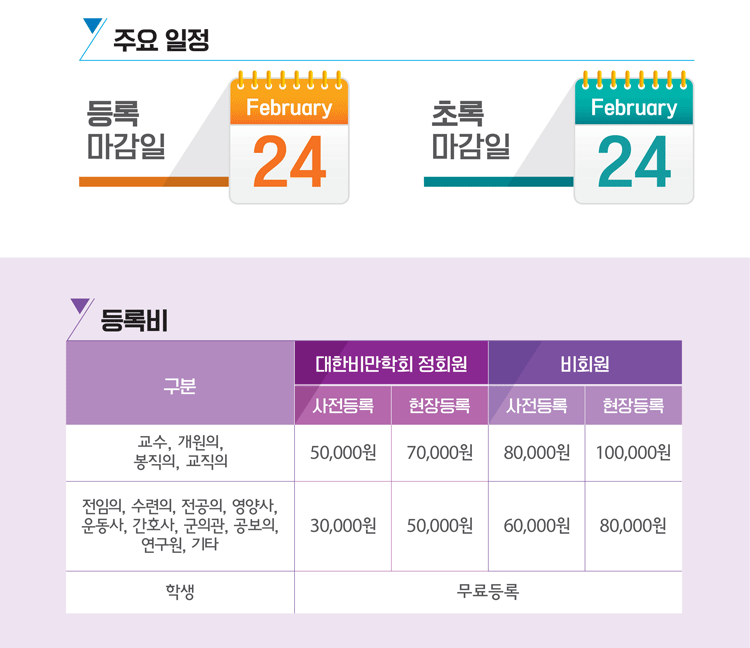 주요 일정
등록
마감일
February
24
초록
마감일
February
24
등록비
구분
대한비만학회 정회원
비회원
사전등록
현장등록
사전등록
현장등록
교수, 개원의,
봉직의, 교직의
50,000원
70,000원
80,000원
100,000원
전임의, 수련의, 전공의, 영양사,
운동사, 간호사, 군의관, 공보의,
연구원, 기타
30,000원
50,000원
60,000원
80,000원
학생
무료등록